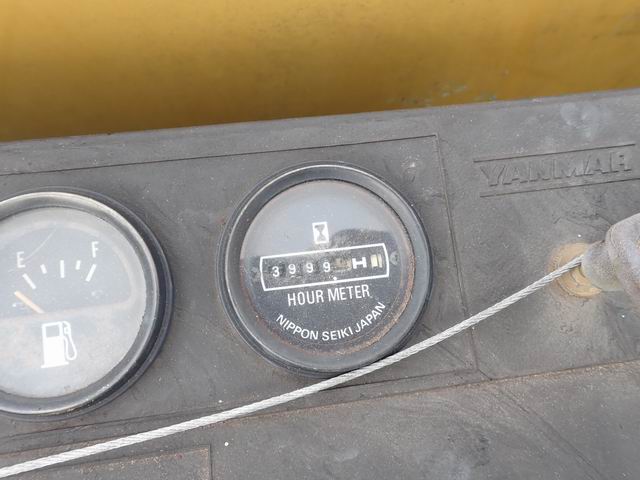 YANMAR
E F
3999 H
HOUR METER
NIPPON SEIKI JAPAN